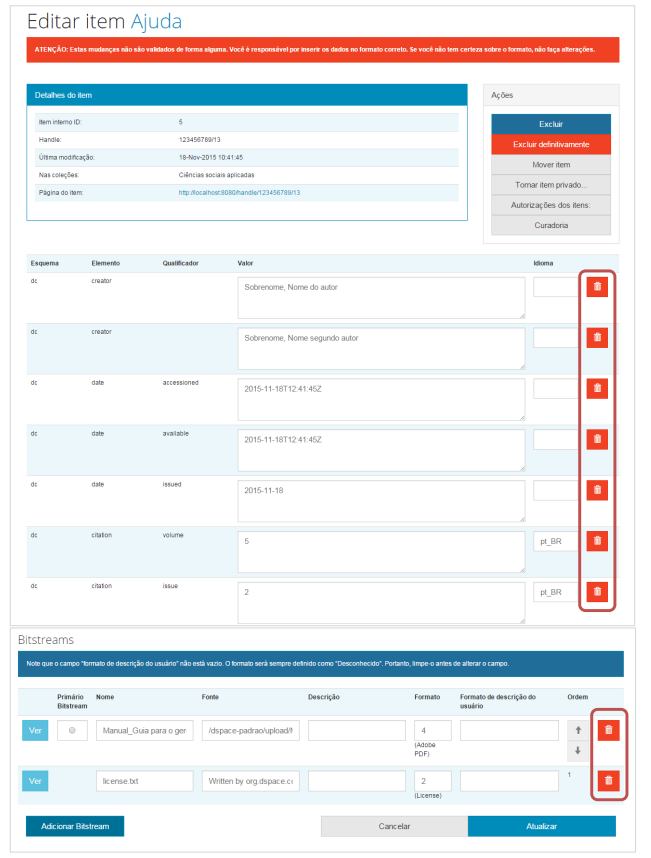 Editar item Ajuda
ATENÇÃO: Estas mudanças não são validados de forma alguma. Você é responsável por inserir os dados no formato correto. Se você não tem certeza sobre o formato, não faça alterações.
Detalhes do item
Item interno ID: 5
Handle: 123456789/13
Última modificação: 18-Nov-2015 10:41:45
Nas coleções: Ciências sociais aplicadas
Página do item: http://localhost:8080/handle/123456789/13
Ações
Excluir
Excluir definitivamente
Mover item
Tornar item privado...
Autorizações dos itens:
Curadoria
Esquema Elemento Qualificador Valor Idioma
dc creator Sobrenome, Nome do autor
dc creator Sobrenome, Nome segundo autor
dc date accessioned 2015-11-18T12:41:45Z
dc date available 2015-11-18T12:41:45Z
dc date issued 2015-11-18
dc citation volume 5 pt_BR
dc citation issue 2 pt_BR
Bitstreams
Note que o campo "formato de descrição do usuário" não está vazio. O formato será sempre definido como "Desconhecido". Portanto, limpe-o antes de alterar o campo.
Primário Nome Fonte Descrição Formato Formato de descrição do Ordem
Bitstream usuário
Ver Manual_Guia para o ger /dspace-padrao/upload/ 4
(Adobe
PDF)
Ver license.txt Written by org.dspace.co 2 1
(License)
Adicionar Bitstream Cancelar Atualizar